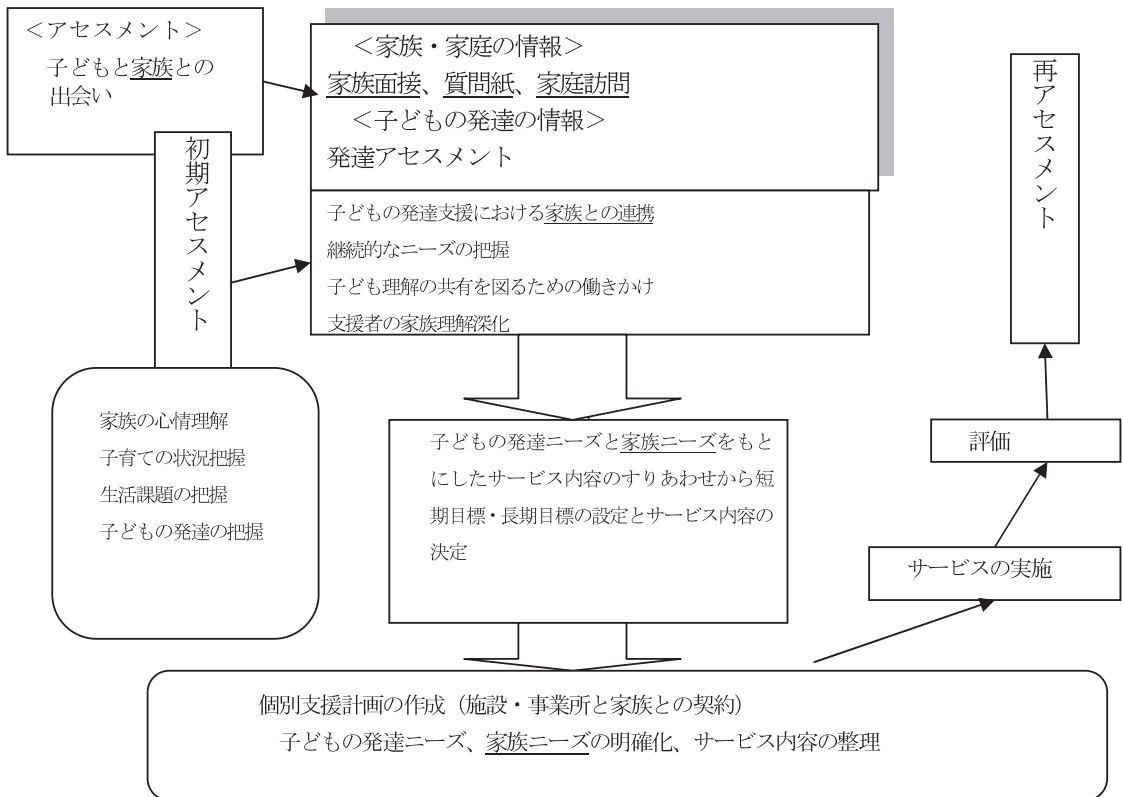 ＜アセスメント＞
子どもと家族との
出会い
初期アセスメント
＜家族・家庭の情報＞
家族面接、質問紙、家庭訪問
＜子どもの発達の情報＞
発達アセスメント
子どもの発達支援における家族との連携
継続的なニーズの把握
子ども理解の共有を図るための働きかけ
支援者の家族理解深化
家族の心情理解
子育ての状況把握
生活課題の把握
子どもの発達の把握
子どもの発達ニーズと家族ニーズをもと
にしたサービス内容のすりあわせから短
期目標・長期目標の設定とサービス内容の
決定
個別支援計画の作成（施設・事業所と家族との契約）
子どもの発達ニーズ、家族ニーズの明確化、サービス内容の整理
サービスの実施
評価
再アセスメント